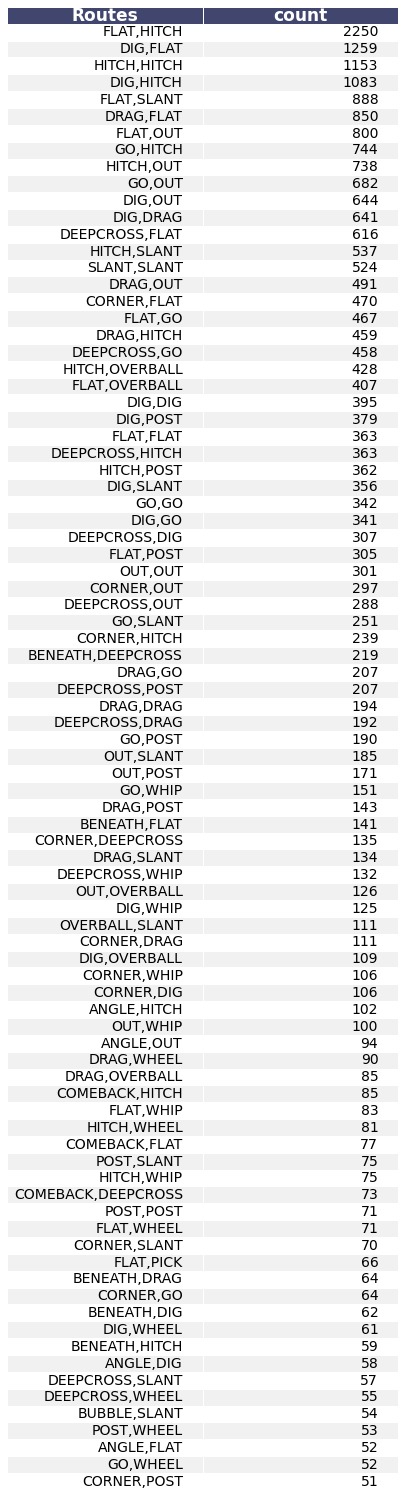 Routes count
FLAT,HITCH 2250
DIG,FLAT 1259
HITCH,HITCH 1153
DIG,HITCH 1083
FLAT,SLANT 888
DRAG,FLAT 850
FLAT,OUT 800
GO,HITCH 744
HITCH,OUT 738
GO,OUT 682
DIG,OUT 644
DIG,DRAG 641
DEEPCROSS,FLAT 616
HITCH,SLANT 537
SLANT,SLANT 524
DRAG,OUT 491
CORNER,FLAT 470
FLAT,GO 467
DRAG,HITCH 459
DEEPCROSS,GO 458
HITCH,OVERBALL 428
FLAT,OVERBALL 407
DIG,DIG 395
DIG,POST 379
FLAT,FLAT 363
DEEPCROSS,HITCH 363
HITCH,POST 362
DIG,SLANT 356
GO,GO 342
DIG,GO 341
DEEPCROSS,DIG 307
FLAT,POST 305
OUT,OUT 301
CORNER,OUT 297
DEEPCROSS,OUT 288
GO,SLANT 251
CORNER,HITCH 239
BENEATH,DEEPCROSS 219
DRAG,GO 207
DEEPCROSS,POST 207
DRAG,DRAG 194
DEEPCROSS,DRAG 192
GO,POST 190
OUT,SLANT 185
OUT,POST 171
GO,WHIP 151
DRAG,POST 143
BENEATH,FLAT 141
CORNER,DEEPCROSS 135
DRAG,SLANT 134
DEEPCROSS,WHIP 132
OUT,OVERBALL 126
DIG,WHIP 125
OVERBALL,SLANT 111
CORNER,DRAG 111
DIG,OVERBALL 109
CORNER,WHIP 106
CORNER,DIG 106
ANGLE,HITCH 102
OUT,WHIP 100
ANGLE,OUT 94
DRAG,WHEEL 90
DRAG,OVERBALL 85
COMEBACK,HITCH 85
FLAT,WHIP 83
HITCH,WHEEL 81
COMEBACK,FLAT 77
POST,SLANT 75
HITCH,WHIP 75
COMEBACK,DEEPCROSS 73
POST,POST 71
FLAT,WHEEL 71
CORNER,SLANT 70
FLAT,PICK 66
BENEATH,DRAG 64
CORNER,GO 64
BENEATH,DIG 62
DIG,WHEEL 61
BENEATH,HITCH 59
ANGLE,DIG 58
DEEPCROSS,SLANT 57
DEEPCROSS,WHEEL 55
BUBBLE,SLANT 54
POST,WHEEL 53
ANGLE,FLAT 52
GO,WHEEL 52
CORNER,POST 51